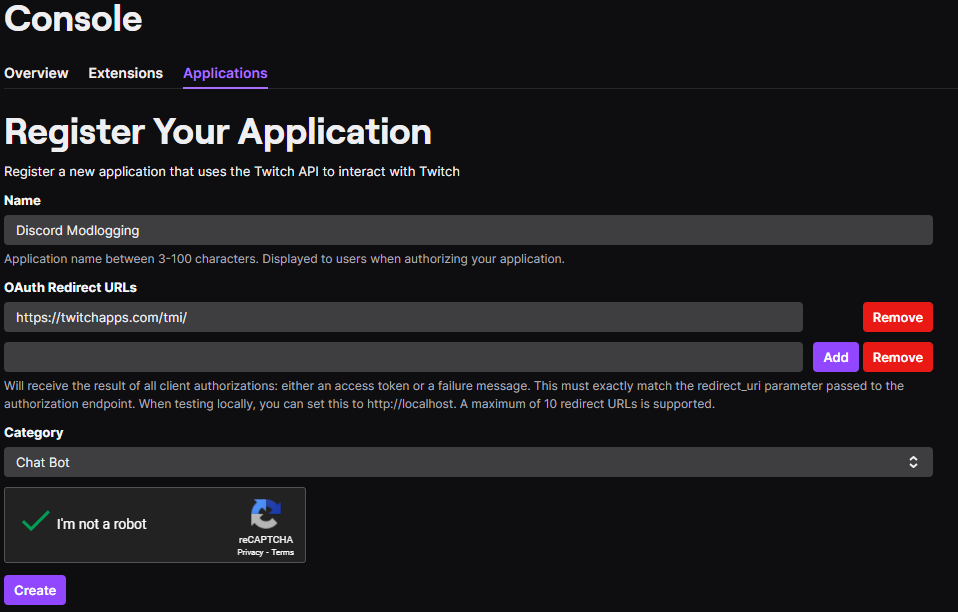 Console
Overview Extensions Applications
Register Your Application
Register a new application that uses the Twitch API to interact with Twitch
Name
Discord Modlogging
Application name between 3-100 characters. Displayed to users when authorizing your application.
OAuth Redirect URLs
https://twitchapps.com/tmi/ Remove
Add Remove
Will receive the result of all client authorizations: either an access token or a failure message. This must exactly match the redirect_uri parameter passed to the
authorization endpoint. When testing locally, you can set this to http://localhost. A maximum of 10 redirect URLs is supported.
Category
Chat Bot
I'm not a robot
reCAPTCHA
Privacy - Terms
Create